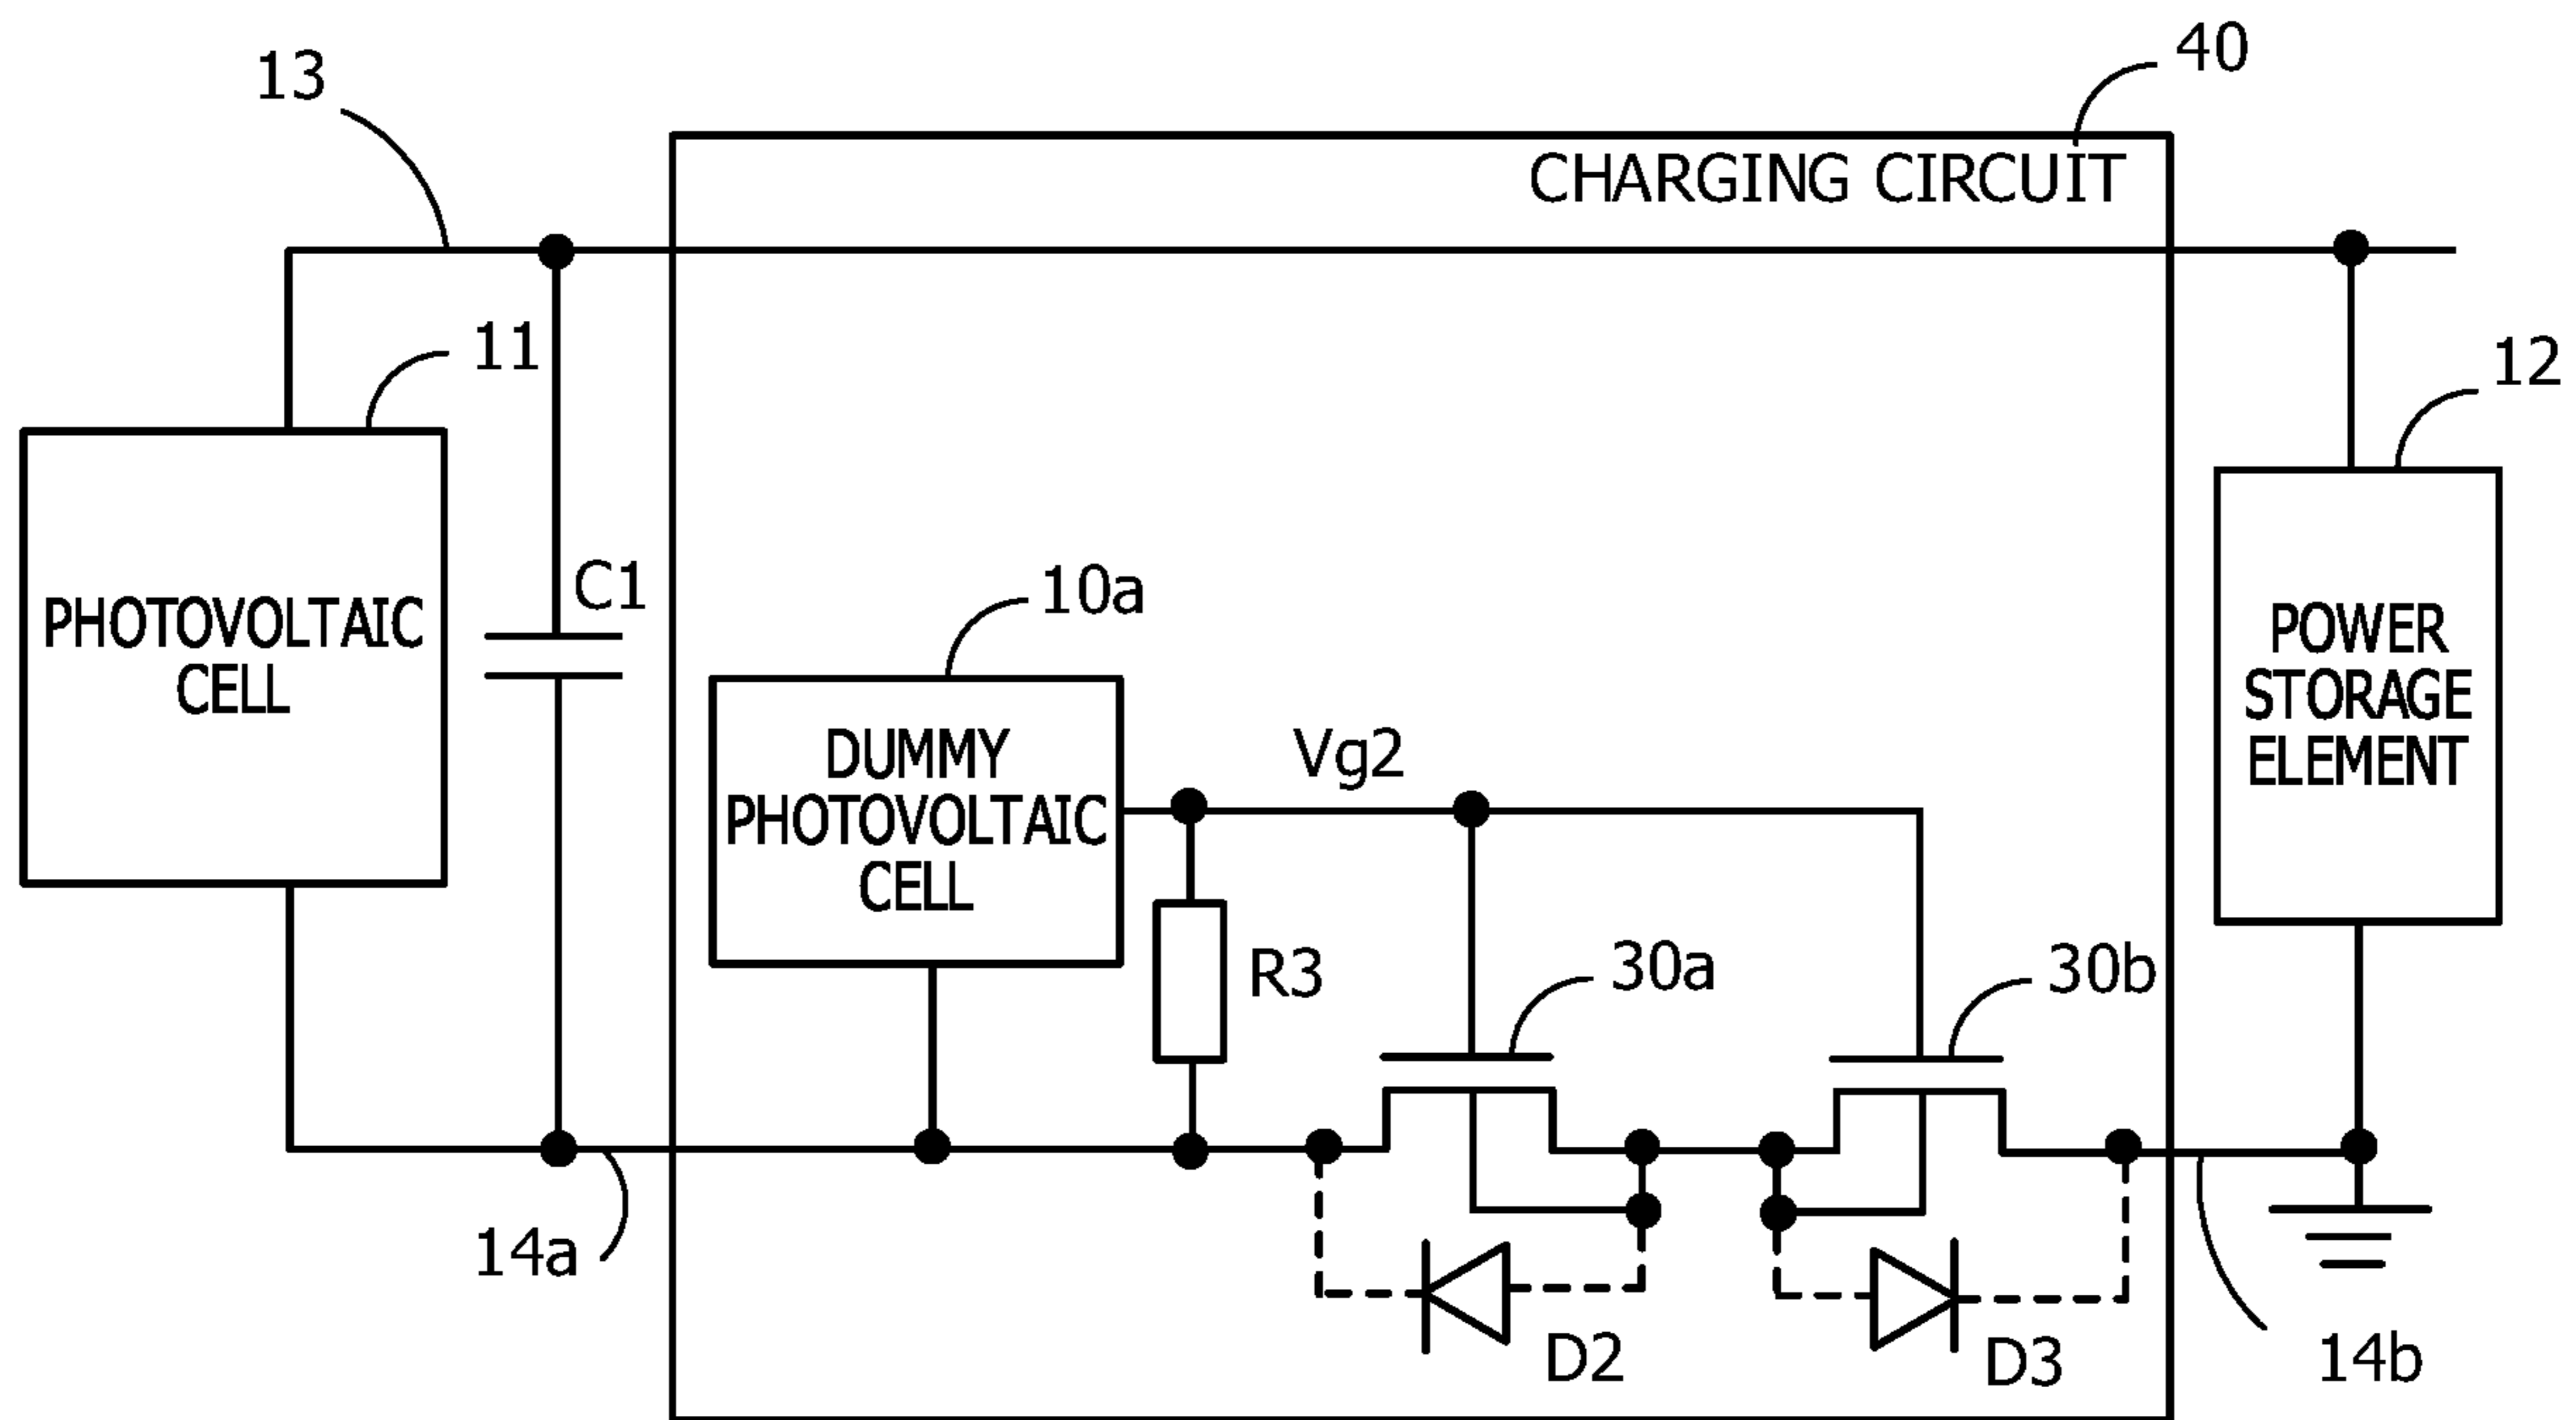 40
13
CHARGING CIRCUIT
11
12
C1
10a
PHOTOVOLTAIC
CELL
POWER
STORAGE
ELEMENT
DUMMY
PHOTOVOLTAIC
CELL
Vg2
R3
30a
30b
14a
D2
D3
14b